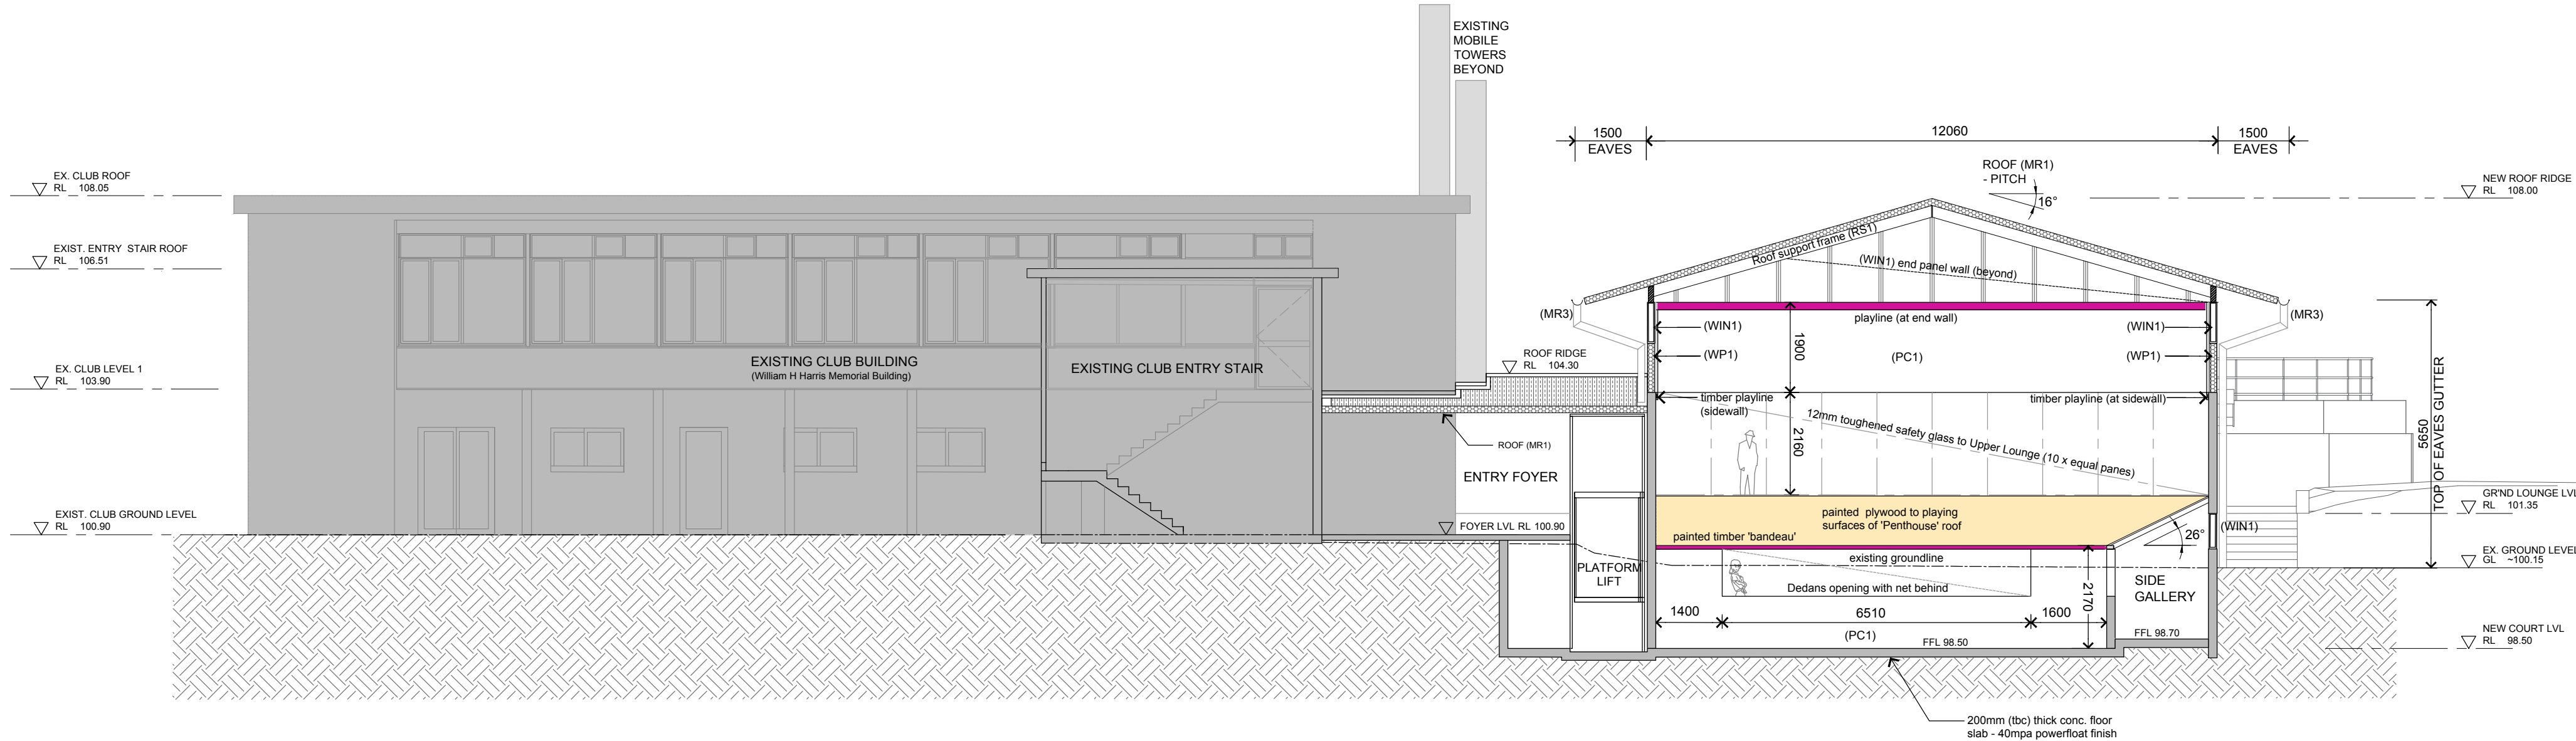 EXISTING
MOBILE
TOWERS
BEYOND
1500
EAVES
12060
1500
EAVES
ROOF (MR1)
- PITCH
16°
EX. CLUB ROOF
RL 108.05
NEW ROOF RIDGE
RL 108.00
EXIST. ENTRY STAIR ROOF
RL 106.51
Roof support frame (RS1)
(WIN1) end panel wall (beyond)
(MR3)
playline (at end wall)
(MR3)
(WIN1)
(WIN1)
1900
(WP1)
(PC1)
(WP1)
EX. CLUB LEVEL 1
RL 103.90
EXISTING CLUB BUILDING
(William H Harris Memorial Building)
EXISTING CLUB ENTRY STAIR
ROOF RIDGE
RL 104.30
timber playline
(sidewall)
timber playline (at sidewall)
12mm toughened safety glass to Upper Lounge (10 x equal panes)
2160
5650
TOP OF EAVES GUTTER
ROOF (MR1)
ENTRY FOYER
GR'ND LOUNGE LVL
RL 101.35
EXIST. CLUB GROUND LEVEL
RL 100.90
FOYER LVL RL 100.90
painted plywood to playing
surfaces of 'Penthouse' roof
painted timber 'bandeau'
26°
(WIN1)
existing groundline
EX. GROUND LEVEL
GL ~100.15
PLATFORM
LIFT
Dedans opening with net behind
2170
SIDE
GALLERY
1400
6510
1600
(PC1)
FFL 98.50
FFL 98.70
NEW COURT LVL
RL 98.50
200mm (tbc) thick conc. floor
slab - 40mpa powerfloat finish